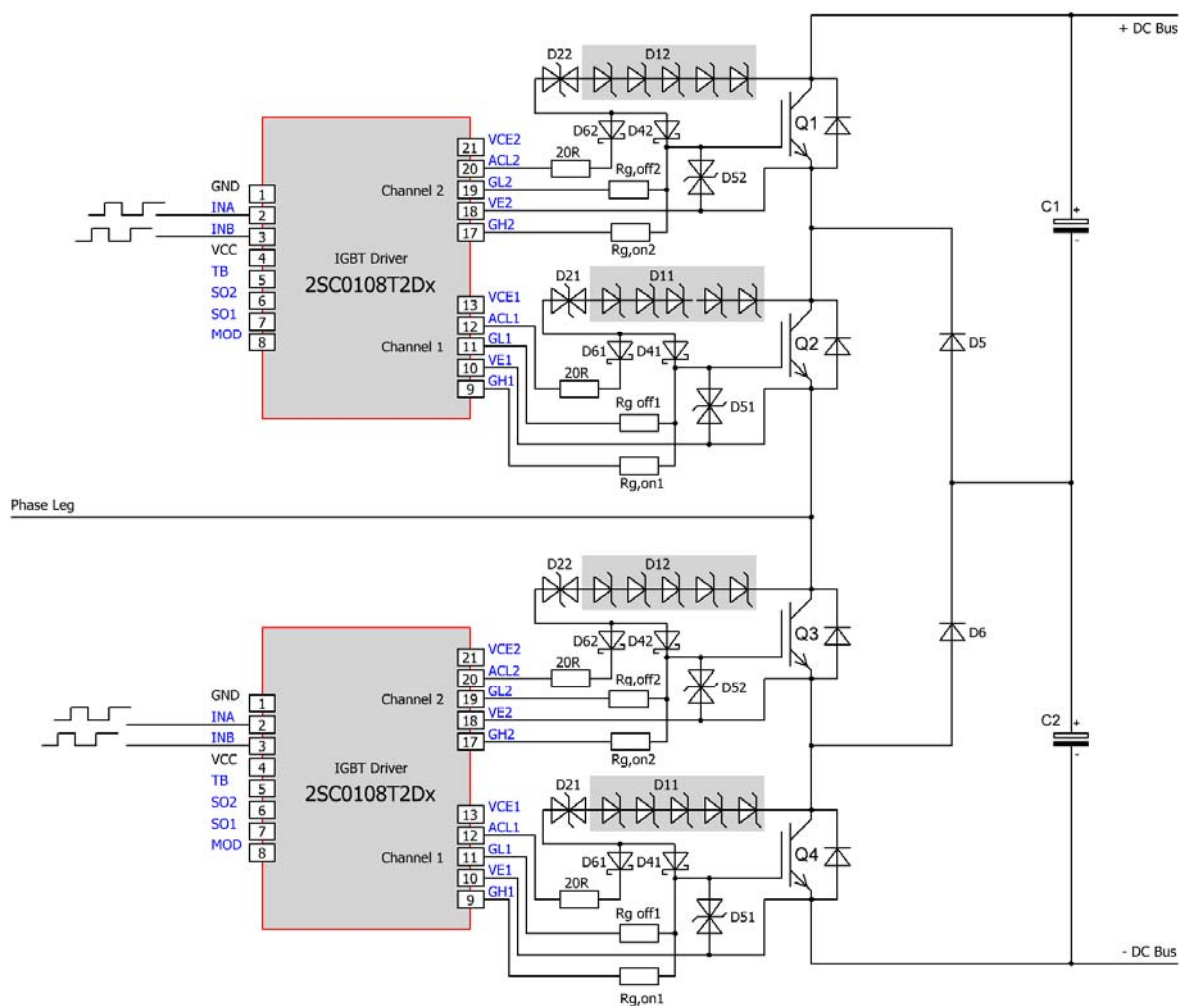 + DC Bus
D22
D12
D62
D42
Q1
VCE2
21
20R
Rg,off2
D52
ACL2
20
Channel 2
GL2
19
GND
1
VE2
18
INA
2
GH2
17
Rg,on2
INB
3
VCC
4
IGBT Driver
2SC0108T2Dx
TB
5
SO2
6
SO1
7
MOD
8
C1
+
-
D21
D11
VCE1
13
ACL1
12
D61
D41
Q2
D5
Channel 1
GL1
11
VE1
10
20R
GH1
9
Rg off1
D51
Rg,on1
Phase Leg
D22
D12
D62
D42
Q3
D6
VCE2
21
20R
Rg,off2
D52
ACL2
20
Channel 2
GL2
19
GND
1
VE2
18
INA
2
GH2
17
Rg,on2
INB
3
VCC
4
IGBT Driver
2SC0108T2Dx
TB
5
SO2
6
SO1
7
MOD
8
C2
+
-
D21
D11
VCE1
13
ACL1
12
D61
D41
Q4
Channel 1
GL1
11
VE1
10
20R
GH1
9
Rg off1
D51
Rg,on1
- DC Bus